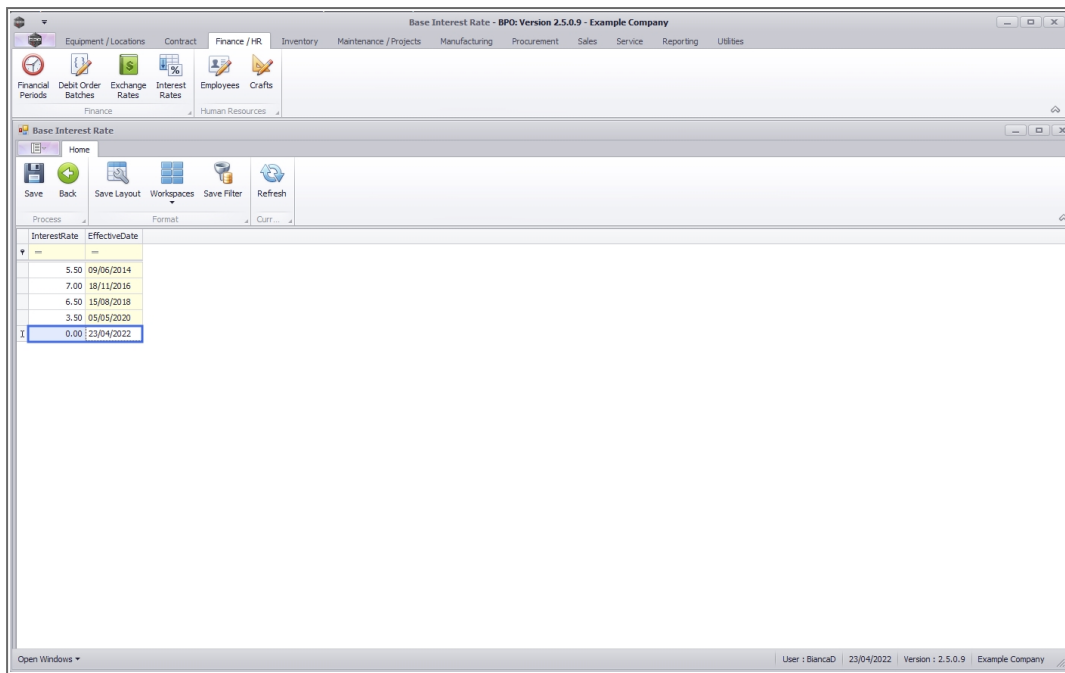 Base Interest Rate - BPO: Version 2.5.0.9 - Example Company
Equipment / Locations Contract Finance / HR Inventory Maintenance / Projects Manufacturing Procurement Sales Service Reporting Utilities
Financial Periods Debit Order Batches Exchange Rates Interest Rates Employees Crafts
Finance Human Resources
Base Interest Rate
Home
Save Back Save Layout Workspaces Save Filter Refresh
Process Format Curr...
InterestRate EffectiveDate
= =
5.50 09/06/2014
7.00 18/11/2016
6.50 15/08/2018
3.50 05/05/2020
0.00 23/04/2022
Open Windows User : BiancaD 23/04/2022 Version : 2.5.0.9 Example Company